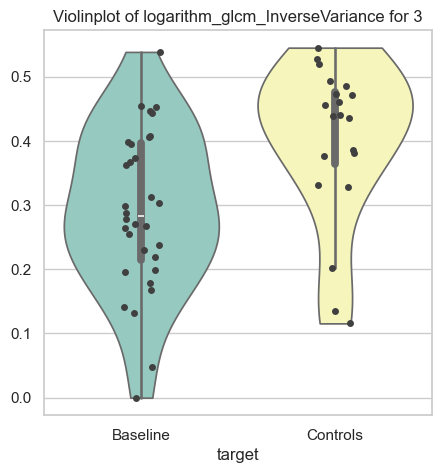 Violinplot of logarithm_glcm_InverseVariance for 3
0.5
0.4
0.3
0.2
0.1
0.0
Baseline Controls
target